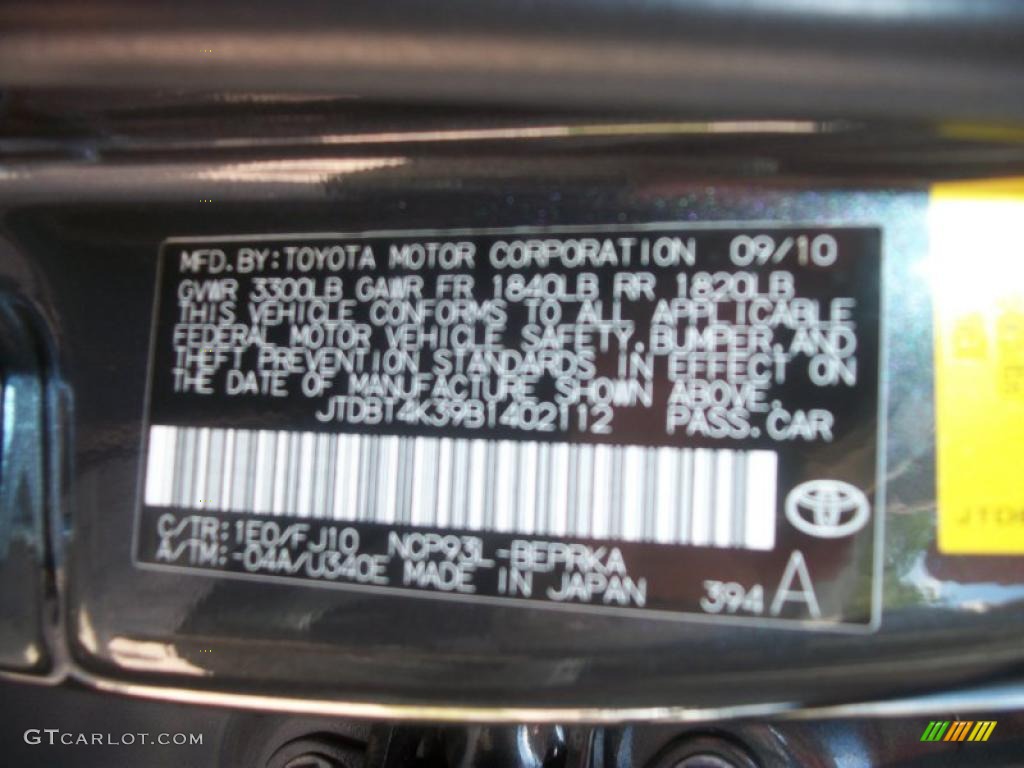 MFD.BY:TOYOTA MOTOR CORPORATION 09/10
GVWR 3300LB GAWR FR 1840LB RR 1820LB
THIS VEHICLE CONFORMS TO ALL APPLICABLE
FEDERAL MOTOR VEHICLE SAFETY,BUMPER,AND
THEFT PREVENTION STANDARDS IN EFFECT ON
THE DATE OF MANUFACTURE SHOWN ABOVE.
JTDBT4K39B1402112 PASS.CAR
C/TR:1E0/FJ10 NCP93L-BEPRKA
A/TM:-04A/U340E MADE IN JAPAN 394 A
GTCARLOT.COM